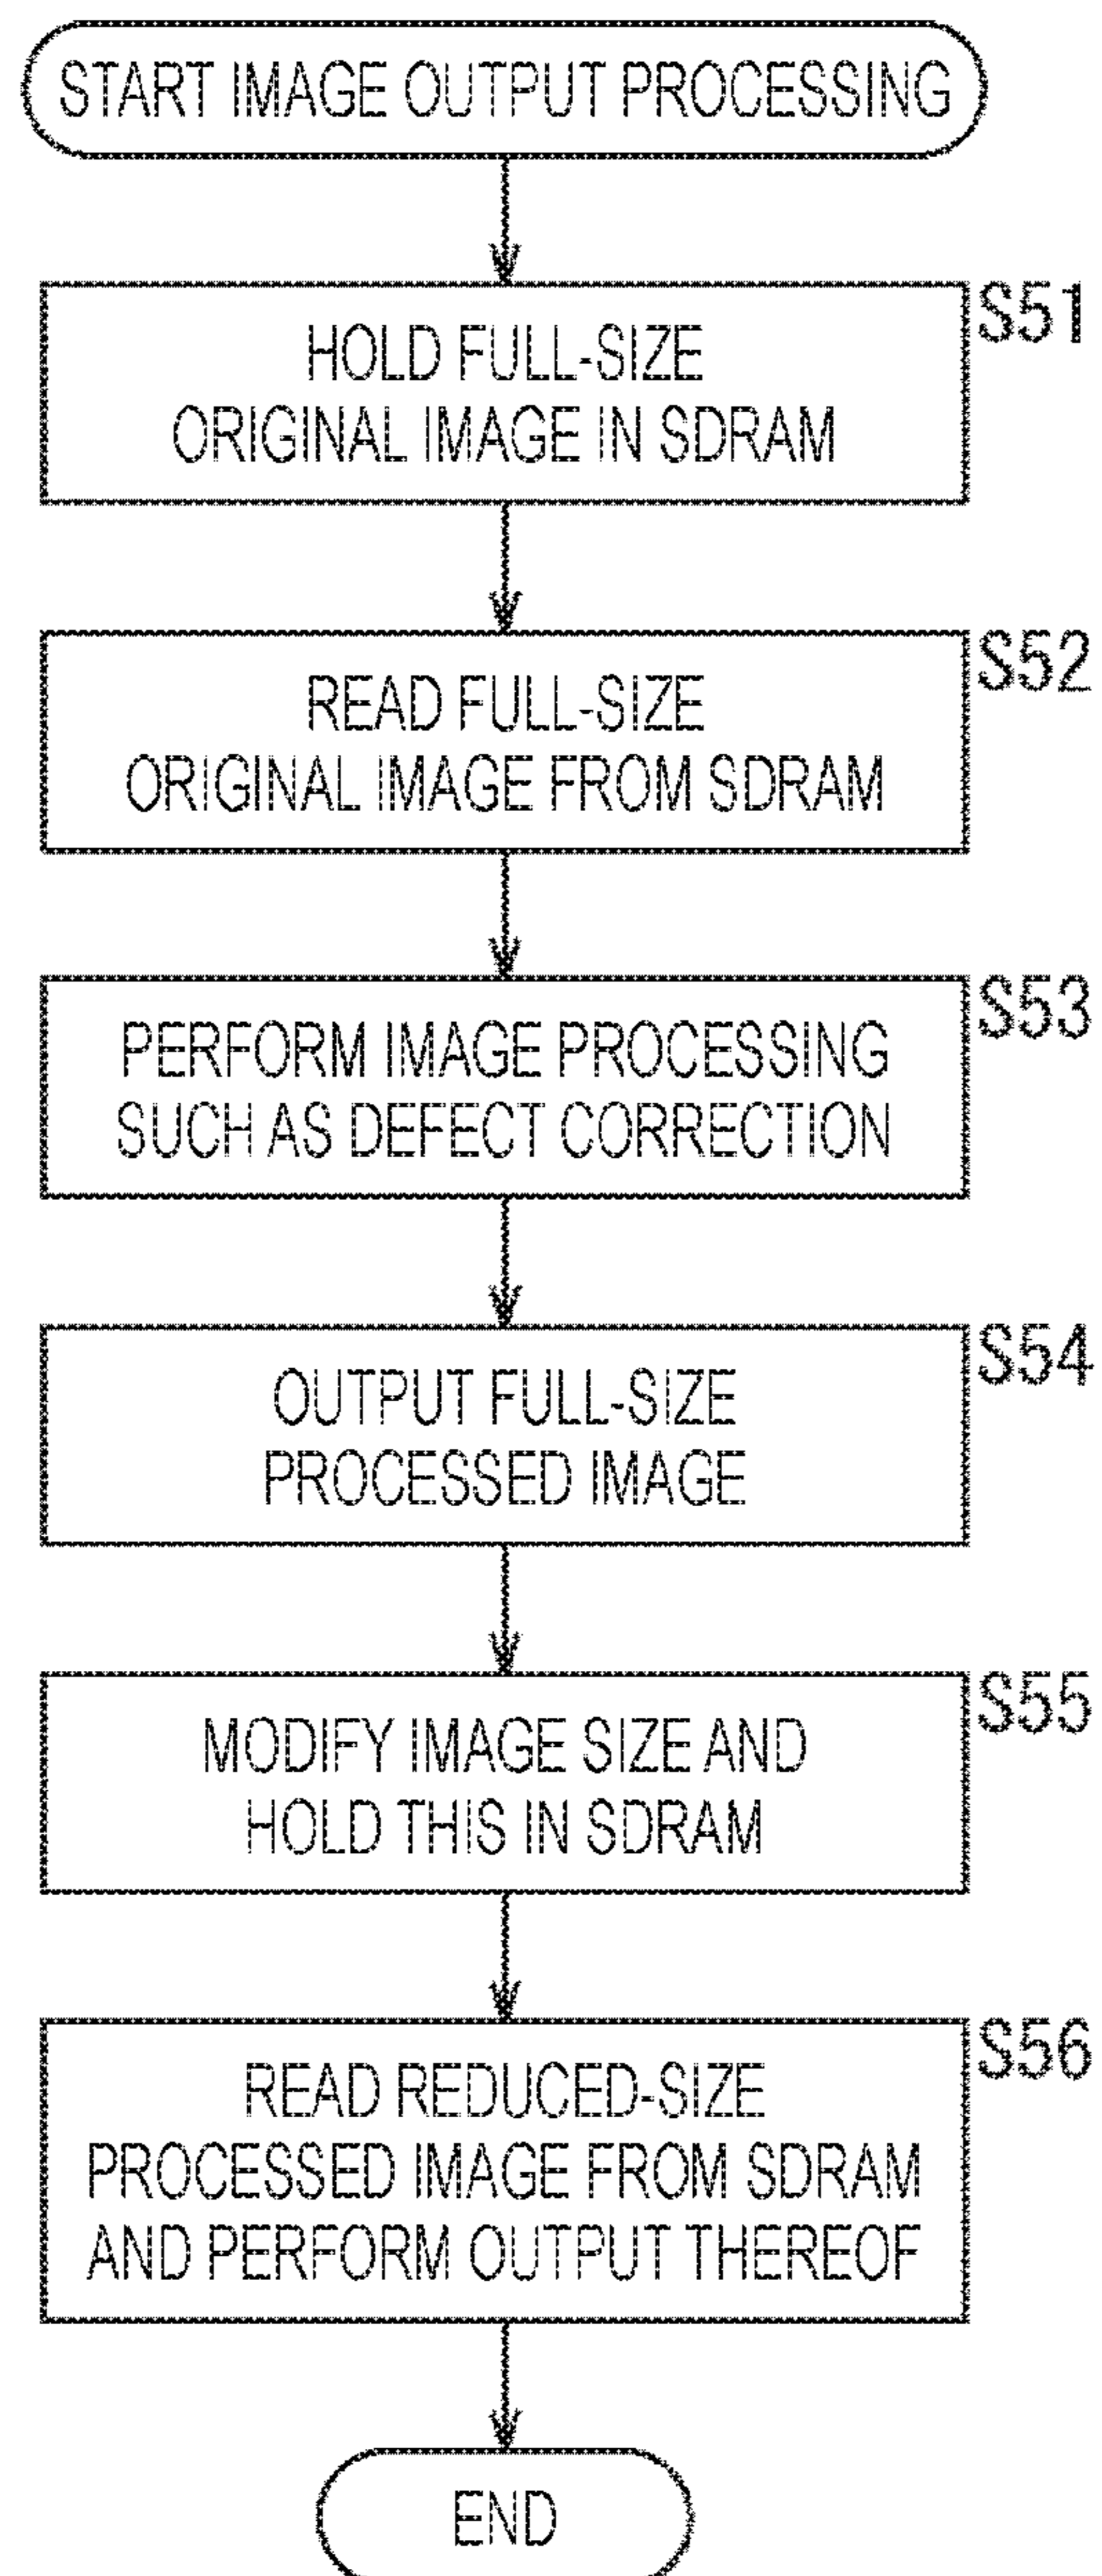 START IMAGE OUTPUT PROCESSING
S51
HOLD FULL-SIZE
ORIGINAL IMAGE IN SDRAM
S52
READ FULL-SIZE
ORIGINAL IMAGE FROM SDRAM
S53
PERFORM IMAGE PROCESSING
SUCH AS DEFECT CORRECTION
S54
OUTPUT FULL-SIZE
PROCESSED IMAGE
S55
MODIFY IMAGE SIZE AND
HOLD THIS IN SDRAM
S56
READ REDUCED-SIZE
PROCESSED IMAGE FROM SDRAM
AND PERFORM OUTPUT THEREOF
END